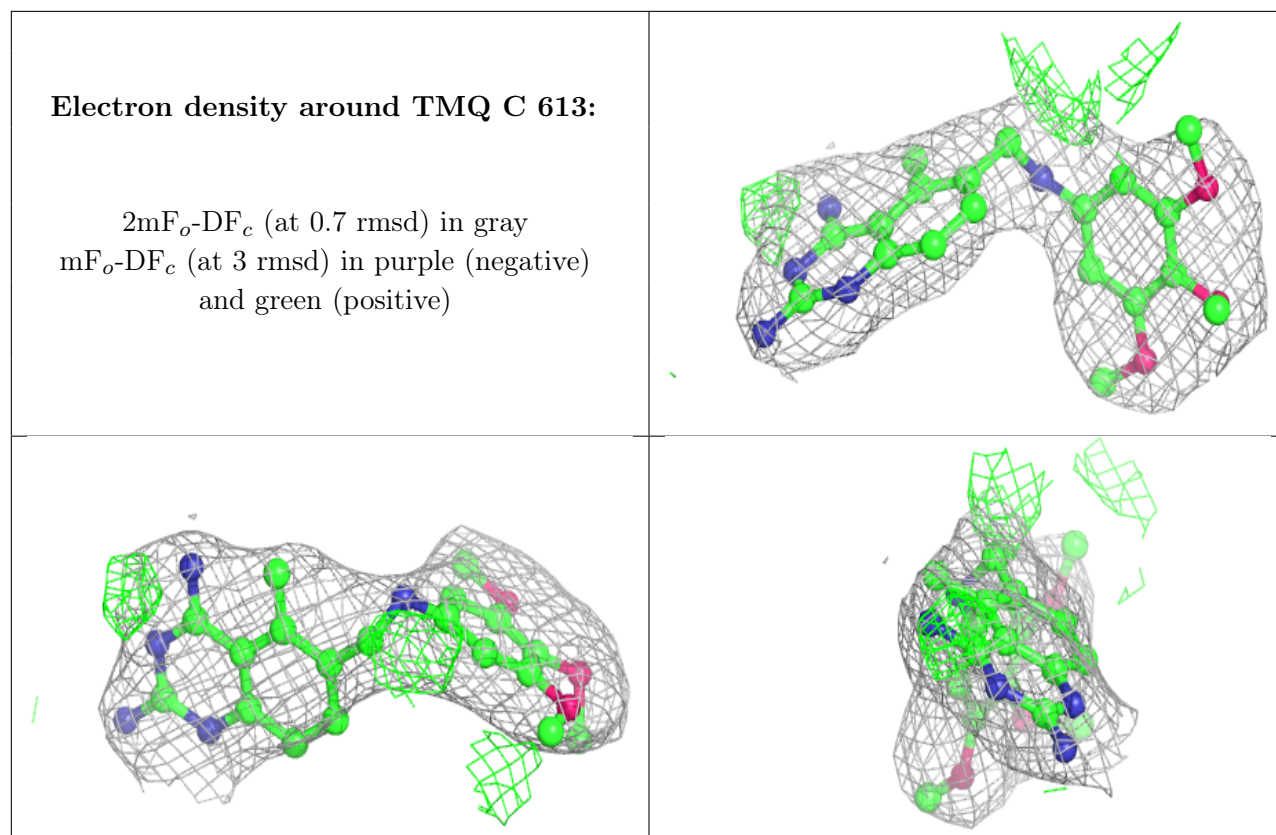 Electron density around TMQ C 613:
2mFo-DFc (at 0.7 rmsd) in gray
mFo-DFc (at 3 rmsd) in purple (negative)
and green (positive)